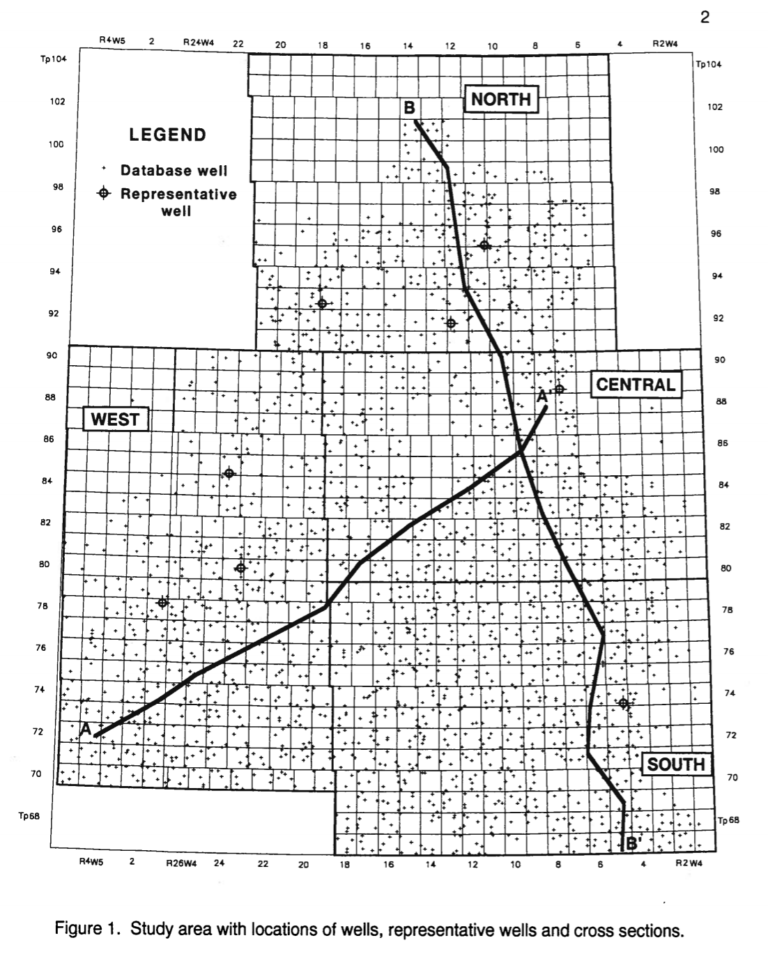 2
R4W5 2 R24W4 22 20 18 16 14 12 10 8 6 4 R2W4
Tp104 Tp104
102 102
B NORTH
100 100
LEGEND
Database well
Representative
well
98 98
96 96
94 94
92 92
90 90
CENTRAL
88 88
A'
WEST
86 86
84 84
82 82
80 80
78 78
76 76
74 74
72 72
A
SOUTH
70 70
Tp68 Tp68
B'
R4W5 2 R26W4 24 22 20 18 16 14 12 10 8 6 4 R2W4
Figure 1. Study area with locations of wells, representative wells and cross sections.